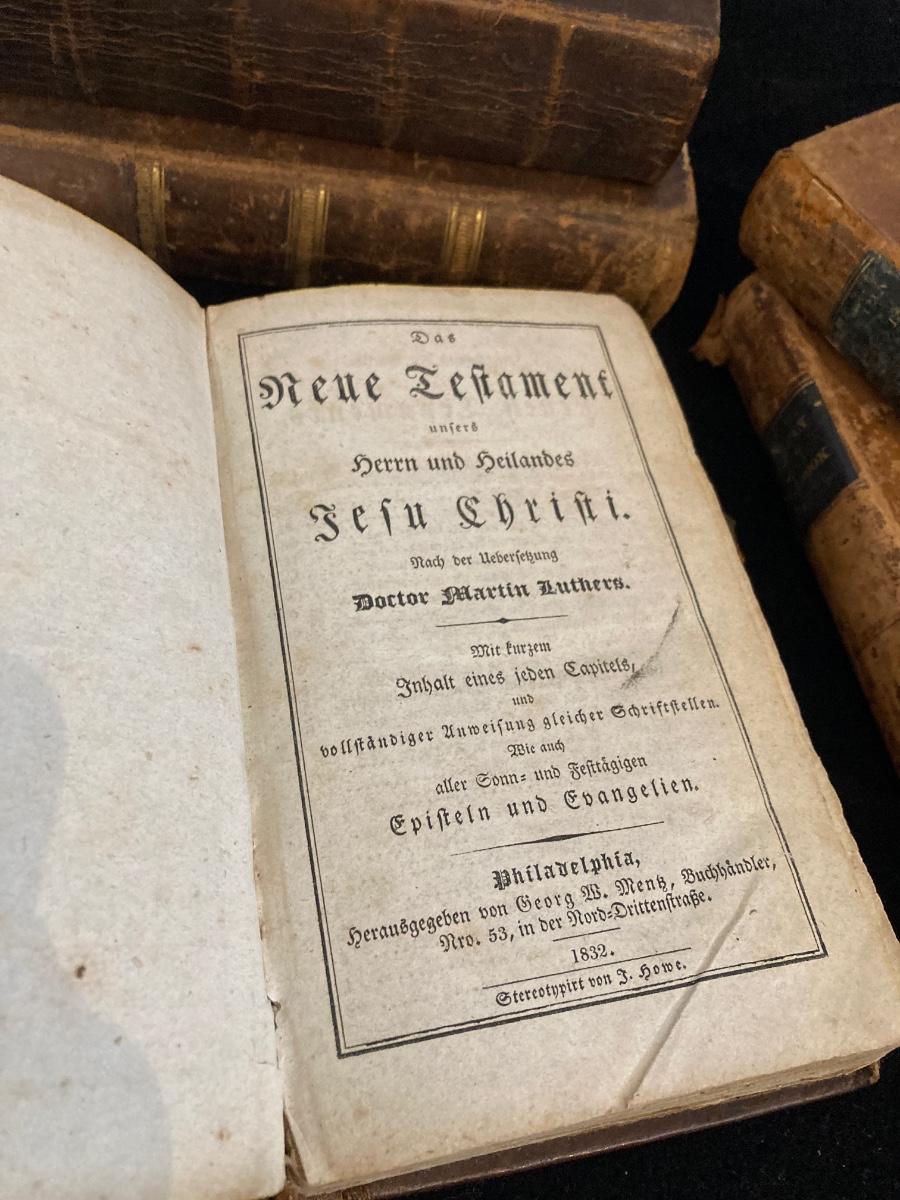 Das
Neue Testament
unsers
Herrn und Heilandes
Jesu Christi.
Nach der Uebersetzung
Doctor Martin Luthers.
Mit kurzem
Inhalt eines jeden Capitels,
und
vollständiger Anweisung gleicher Schriftstellen.
Wie auch
aller Sonn= und Festtägigen
Episteln und Evangelien.
Philadelphia,
Herausgegeben von Georg W. Mentz, Buchhändler,
Nro. 53, in der Nord=Drittenstraße.
1832.
Stereotypirt von J. Howe.